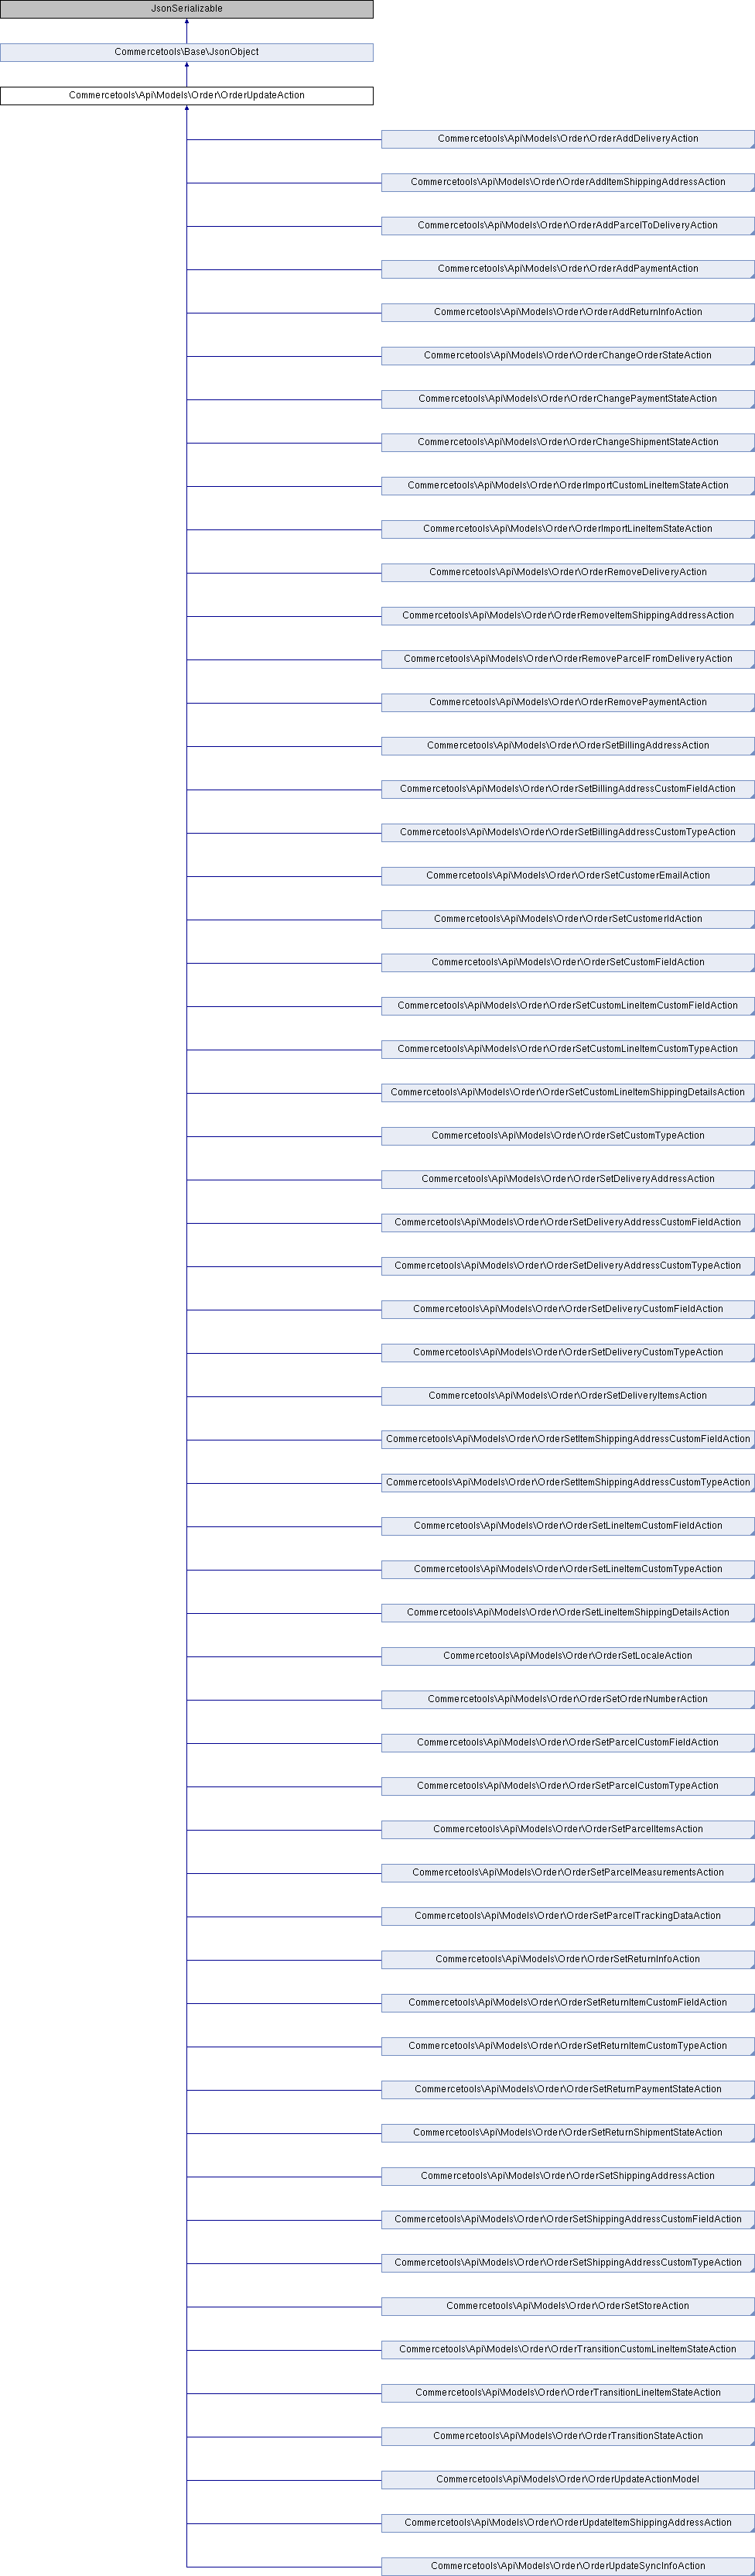 JsonSerializable
Commercetools\Base\JsonObject
Commercetools\Api\Models\Order\OrderUpdateAction
Commercetools\Api\Models\Order\OrderAddDeliveryAction
Commercetools\Api\Models\Order\OrderAddItemShippingAddressAction
Commercetools\Api\Models\Order\OrderAddParcelToDeliveryAction
Commercetools\Api\Models\Order\OrderAddPaymentAction
Commercetools\Api\Models\Order\OrderAddReturnInfoAction
Commercetools\Api\Models\Order\OrderChangeOrderStateAction
Commercetools\Api\Models\Order\OrderChangePaymentStateAction
Commercetools\Api\Models\Order\OrderChangeShipmentStateAction
Commercetools\Api\Models\Order\OrderImportCustomLineItemStateAction
Commercetools\Api\Models\Order\OrderImportLineItemStateAction
Commercetools\Api\Models\Order\OrderRemoveDeliveryAction
Commercetools\Api\Models\Order\OrderRemoveItemShippingAddressAction
Commercetools\Api\Models\Order\OrderRemoveParcelFromDeliveryAction
Commercetools\Api\Models\Order\OrderRemovePaymentAction
Commercetools\Api\Models\Order\OrderSetBillingAddressAction
Commercetools\Api\Models\Order\OrderSetBillingAddressCustomFieldAction
Commercetools\Api\Models\Order\OrderSetBillingAddressCustomTypeAction
Commercetools\Api\Models\Order\OrderSetCustomerEmailAction
Commercetools\Api\Models\Order\OrderSetCustomerIdAction
Commercetools\Api\Models\Order\OrderSetCustomFieldAction
Commercetools\Api\Models\Order\OrderSetCustomLineItemCustomFieldAction
Commercetools\Api\Models\Order\OrderSetCustomLineItemCustomTypeAction
Commercetools\Api\Models\Order\OrderSetCustomLineItemShippingDetailsAction
Commercetools\Api\Models\Order\OrderSetCustomTypeAction
Commercetools\Api\Models\Order\OrderSetDeliveryAddressAction
Commercetools\Api\Models\Order\OrderSetDeliveryAddressCustomFieldAction
Commercetools\Api\Models\Order\OrderSetDeliveryAddressCustomTypeAction
Commercetools\Api\Models\Order\OrderSetDeliveryCustomFieldAction
Commercetools\Api\Models\Order\OrderSetDeliveryCustomTypeAction
Commercetools\Api\Models\Order\OrderSetDeliveryItemsAction
Commercetools\Api\Models\Order\OrderSetItemShippingAddressCustomFieldAction
Commercetools\Api\Models\Order\OrderSetItemShippingAddressCustomTypeAction
Commercetools\Api\Models\Order\OrderSetLineItemCustomFieldAction
Commercetools\Api\Models\Order\OrderSetLineItemCustomTypeAction
Commercetools\Api\Models\Order\OrderSetLineItemShippingDetailsAction
Commercetools\Api\Models\Order\OrderSetLocaleAction
Commercetools\Api\Models\Order\OrderSetOrderNumberAction
Commercetools\Api\Models\Order\OrderSetParcelCustomFieldAction
Commercetools\Api\Models\Order\OrderSetParcelCustomTypeAction
Commercetools\Api\Models\Order\OrderSetParcelItemsAction
Commercetools\Api\Models\Order\OrderSetParcelMeasurementsAction
Commercetools\Api\Models\Order\OrderSetParcelTrackingDataAction
Commercetools\Api\Models\Order\OrderSetReturnInfoAction
Commercetools\Api\Models\Order\OrderSetReturnItemCustomFieldAction
Commercetools\Api\Models\Order\OrderSetReturnItemCustomTypeAction
Commercetools\Api\Models\Order\OrderSetReturnPaymentStateAction
Commercetools\Api\Models\Order\OrderSetReturnShipmentStateAction
Commercetools\Api\Models\Order\OrderSetShippingAddressAction
Commercetools\Api\Models\Order\OrderSetShippingAddressCustomFieldAction
Commercetools\Api\Models\Order\OrderSetShippingAddressCustomTypeAction
Commercetools\Api\Models\Order\OrderSetStoreAction
Commercetools\Api\Models\Order\OrderTransitionCustomLineItemStateAction
Commercetools\Api\Models\Order\OrderTransitionLineItemStateAction
Commercetools\Api\Models\Order\OrderTransitionStateAction
Commercetools\Api\Models\Order\OrderUpdateActionModel
Commercetools\Api\Models\Order\OrderUpdateItemShippingAddressAction
Commercetools\Api\Models\Order\OrderUpdateSyncInfoAction